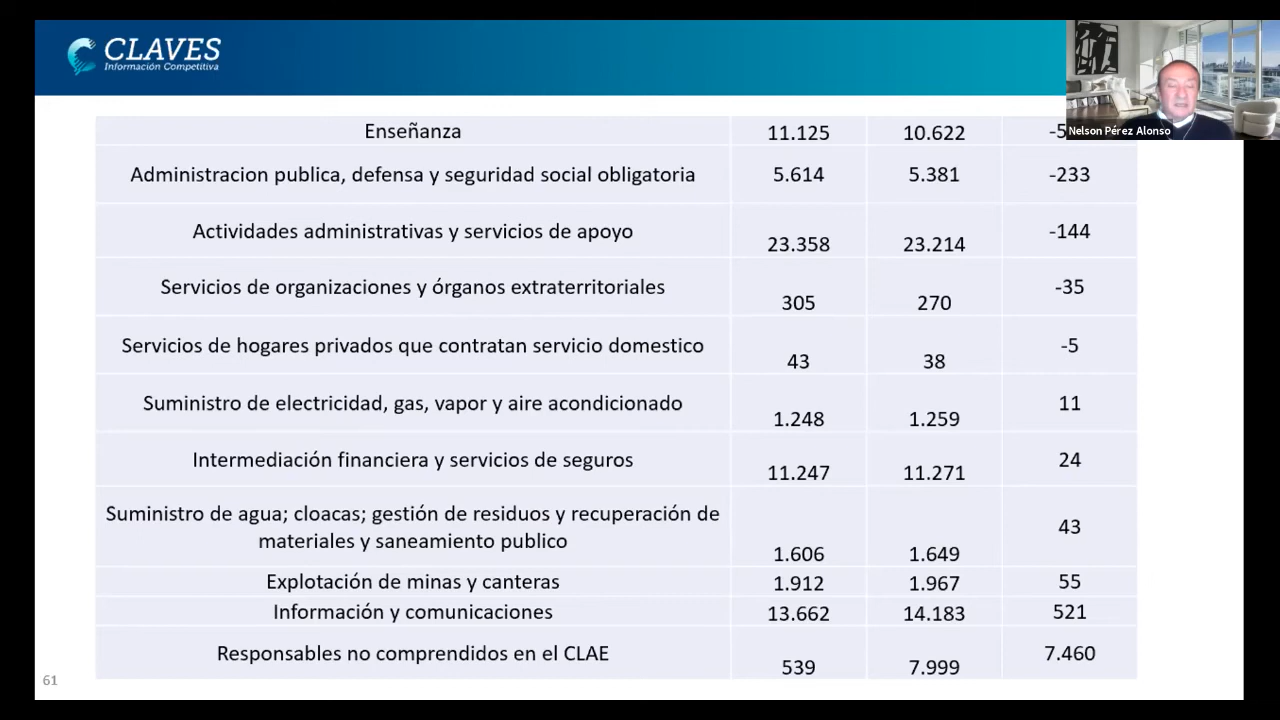 CLAVES
Información Competitiva
Nelson Pérez Alonso
Enseñanza 11.125 10.622
Administracion publica, defensa y seguridad social obligatoria 5.614 5.381 -233
Actividades administrativas y servicios de apoyo 23.358 23.214 -144
Servicios de organizaciones y órganos extraterritoriales 305 270 -35
Servicios de hogares privados que contratan servicio domestico 43 38 -5
Suministro de electricidad, gas, vapor y aire acondicionado 1.248 1.259 11
Intermediación financiera y servicios de seguros 11.247 11.271 24
Suministro de agua; cloacas; gestión de residuos y recuperación de
materiales y saneamiento publico 1.606 1.649 43
Explotación de minas y canteras 1.912 1.967 55
Información y comunicaciones 13.662 14.183 521
Responsables no comprendidos en el CLAE 539 7.999 7.460
61